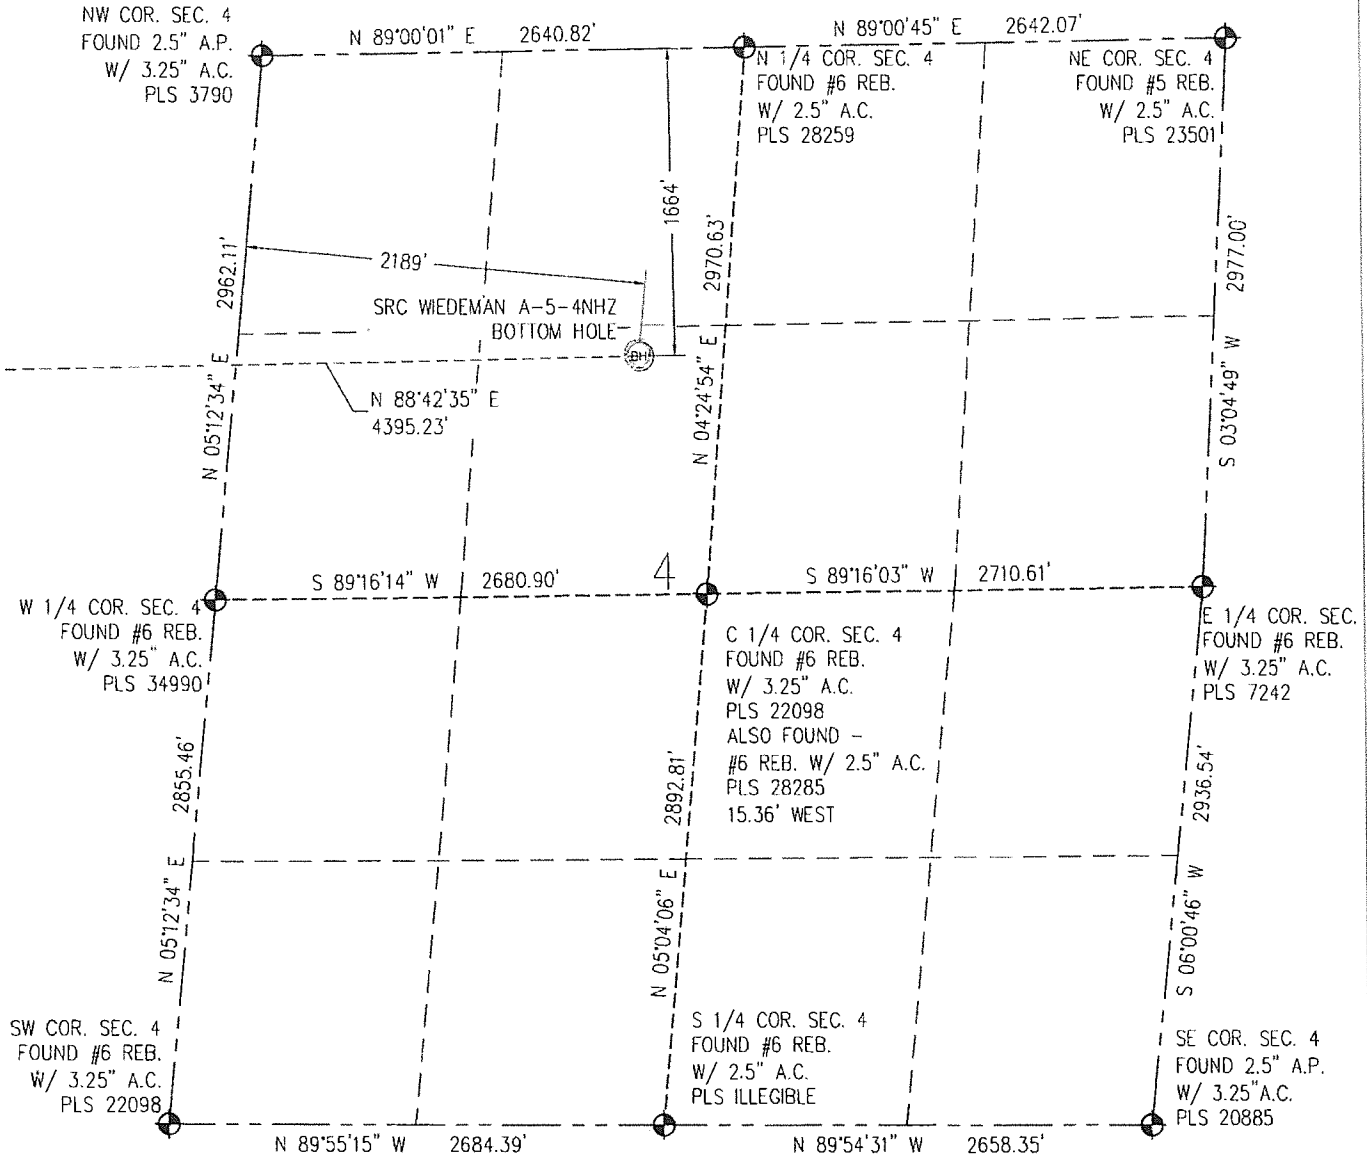 NW COR. SEC. 4
FOUND 2.5" A.P.
W/ 3.25" A.C.
PLS 3790
N 89°00'01" E 2640.82'
N 89°00'45" E 2642.07'
N 1/4 COR. SEC. 4
FOUND #6 REB.
W/ 2.5" A.C.
PLS 28259
NE COR. SEC. 4
FOUND #5 REB.
W/ 2.5" A.C.
PLS 23501
1664'
2189'
2962.11'
2970.63'
2977.00'
SRC WIEDEMAN A-5-4NHZ
BOTTOM HOLE
BH
N 88°42'35" E
4395.23'
N 05°12'34" E
N 04°24'54" E
S 03°04'49" W
S 89°16'14" W 2680.90'
4
S 89°16'03" W 2710.61'
W 1/4 COR. SEC. 4
FOUND #6 REB.
W/ 3.25" A.C.
PLS 34990
C 1/4 COR. SEC. 4
FOUND #6 REB.
W/ 3.25" A.C.
PLS 22098
ALSO FOUND -
#6 REB. W/ 2.5" A.C.
PLS 28285
15.36' WEST
E 1/4 COR. SEC.
FOUND #6 REB.
W/ 3.25" A.C.
PLS 7242
2855.46'
2892.81'
2936.54'
N 05°12'34" E
N 05°04'06" E
S 06°00'46" W
SW COR. SEC. 4
FOUND #6 REB.
W/ 3.25" A.C.
PLS 22098
S 1/4 COR. SEC. 4
FOUND #6 REB.
W/ 2.5" A.C.
PLS ILLEGIBLE
SE COR. SEC. 4
FOUND 2.5" A.P.
W/ 3.25"A.C.
PLS 20885
N 89°55'15" W 2684.39'
N 89°54'31" W 2658.35'